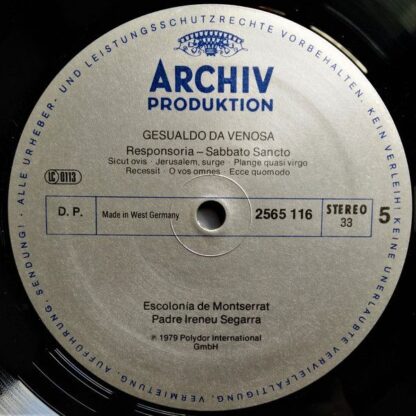 ALLE URHEBER- UND LEISTUNGSSCHUTZRECHTE VORBEHALTEN. KEIN VERLEIH! KEINE UNERLAUBTE VERVIELFÄLTIGUNG, VERMIETUNG, AUFFÜHRUNG, SENDUNG!
ARCHIV
PRODUKTION
GESUALDO DA VENOSA
Responsoria – Sabbato Sancto
Sicut ovis · Jerusalem, surge · Plange quasi virgo
Recessit · O vos omnes · Ecce quomodo
LC 0113
D. P. Made in West Germany 2565 116 STEREO 33 5
Escolonía de Montserrat
Padre Ireneu Segarra
℗ 1979 Polydor International
GmbH